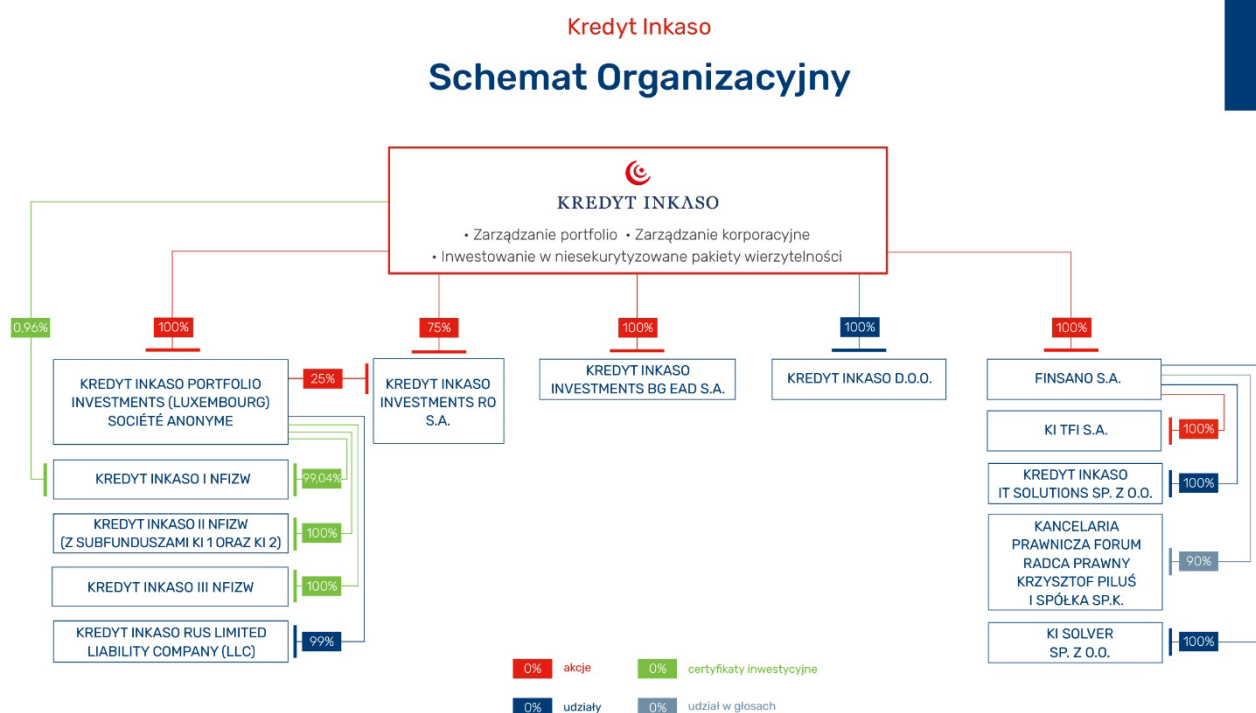 Kredyt Inkaso
Schemat Organizacyjny
KREDYT INKASO
• Zarządzanie portfolio • Zarządzanie korporacyjne
• Inwestowanie w niesekurytyzowane pakiety wierzytelności
0,96%
100%
75%
100%
100%
100%
KREDYT INKASO PORTFOLIO
INVESTMENTS (LUXEMBOURG)
SOCIÉTÉ ANONYME
25%
KREDYT INKASO
INVESTMENTS RO
S.A.
KREDYT INKASO
INVESTMENTS BG EAD S.A.
KREDYT INKASO D.O.O.
FINSANO S.A.
KI TFI S.A.
100%
KREDYT INKASO I NFIZW
99,04%
KREDYT INKASO
IT SOLUTIONS SP. Z O.O.
100%
KREDYT INKASO II NFIZW
(Z SUBFUNDUSZAMI KI 1 ORAZ KI 2)
100%
KANCELARIA
PRAWNICZA FORUM
RADCA PRAWNY
KRZYSZTOF PILUŚ
I SPÓŁKA SP.K.
90%
KREDYT INKASO III NFIZW
100%
KREDYT INKASO RUS LIMITED
LIABILITY COMPANY (LLC)
99%
KI SOLVER
SP. Z O.O.
100%
0% akcje
0% certyfikaty inwestycyjne
0% udziały
0% udział w głosach